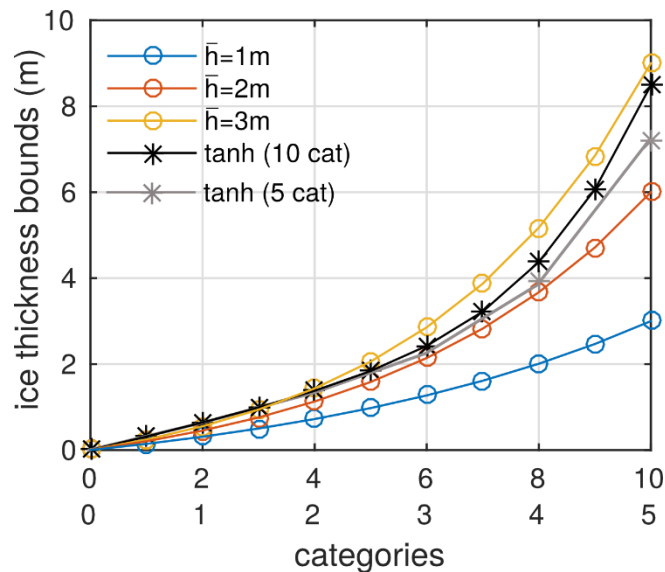 10
8
6
4
2
0
ice thickness bounds (m)
h̄=1m
h̄=2m
h̄=3m
tanh (10 cat)
tanh (5 cat)
0 2 4 6 8 10
0 1 2 3 4 5
categories